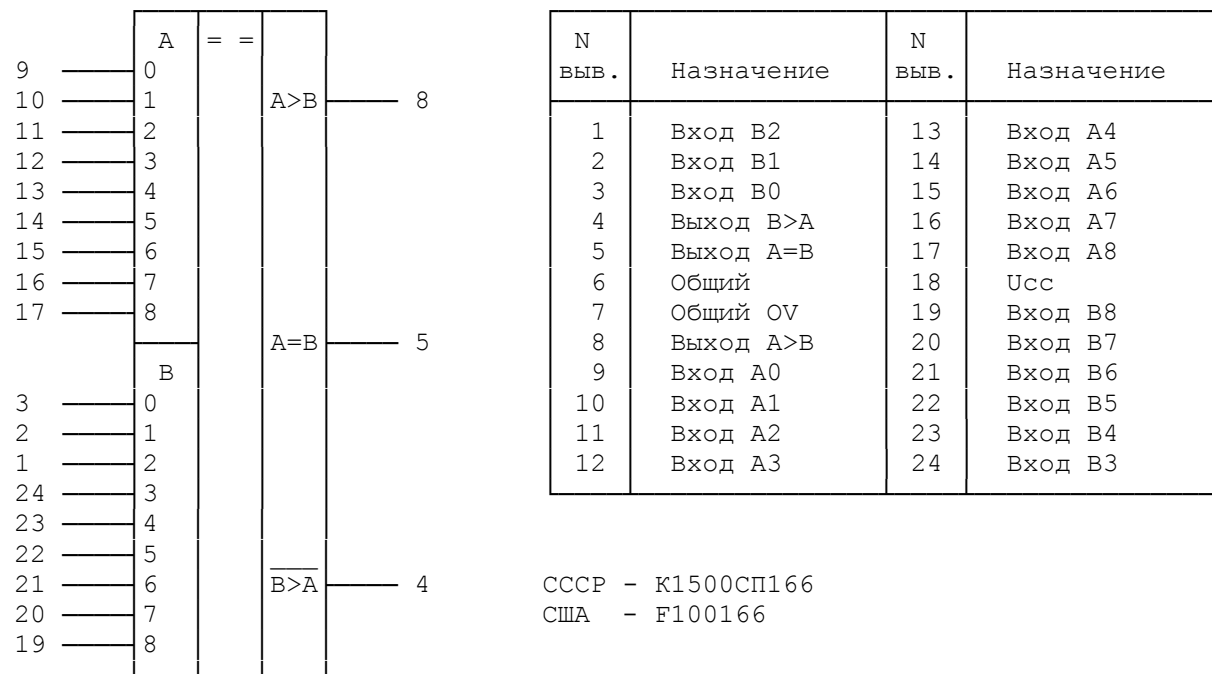 A = =
9 0
10 1 A>B 8
11 2
12 3
13 4
14 5
15 6
16 7
17 8
A=B 5
B
3 0
2 1
1 2
24 3
23 4
22 5
21 6 B>A 4
20 7
19 8
N N
выв. Назначение выв. Назначение
1 Вход B2 13 Вход A4
2 Вход B1 14 Вход A5
3 Вход B0 15 Вход A6
4 Выход B>A 16 Вход A7
5 Выход A=B 17 Вход A8
6 Общий 18 Ucc
7 Общий OV 19 Вход B8
8 Выход A>B 20 Вход B7
9 Вход A0 21 Вход B6
10 Вход A1 22 Вход B5
11 Вход A2 23 Вход B4
12 Вход A3 24 Вход B3
СССР - К1500СП166
США - F100166